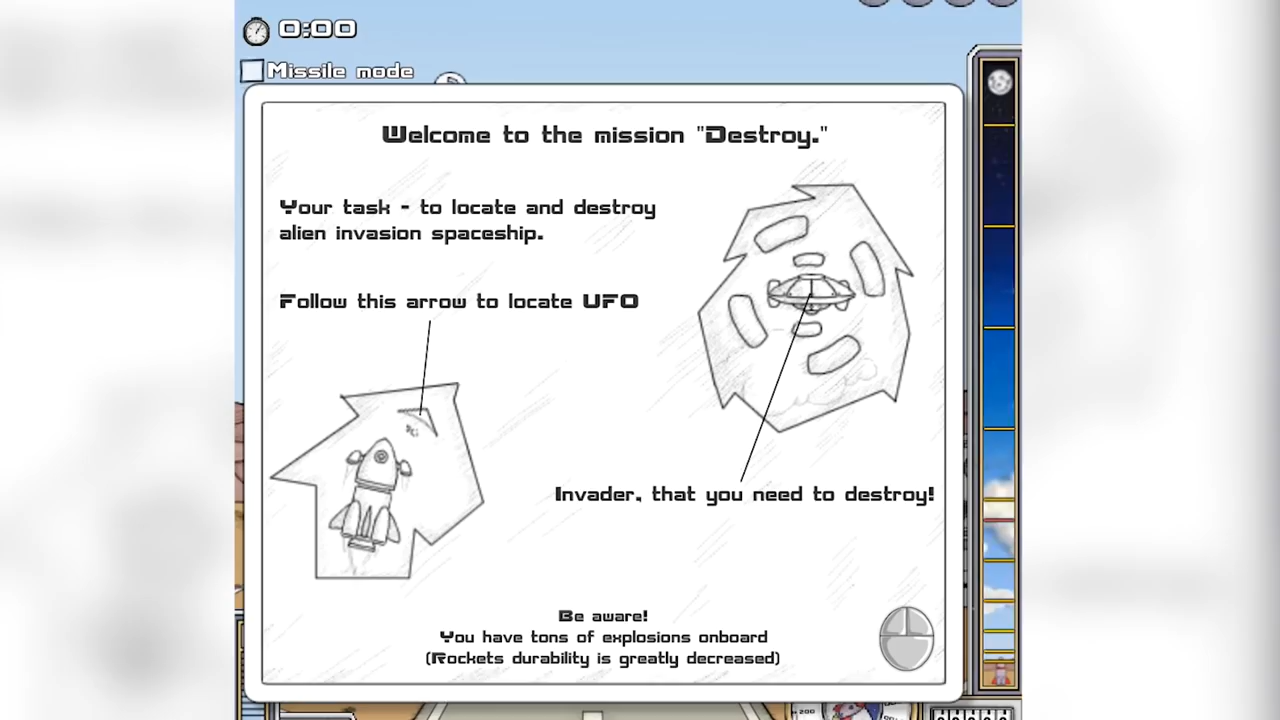 0:00
Missile mode
Welcome to the mission "Destroy."
Your task - to locate and destroy
alien invasion spaceship.
Follow this arrow to locate UFO
Invader, that you need to destroy!
Be aware!
You have tons of explosions onboard
(Rockets durability is greatly decreased)
200